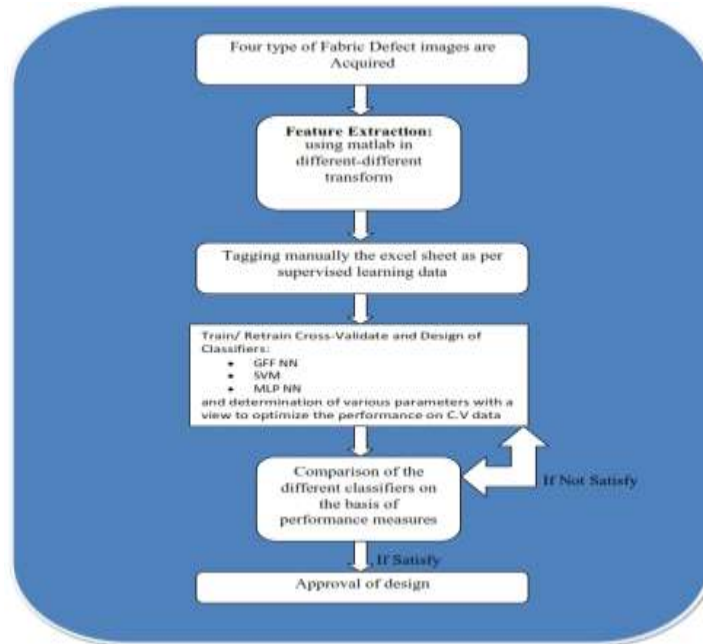 Four type of Fabric Defect images are
Acquired
Feature Extraction:
using matlab in
different-different
transform
Tagging manually the excel sheet as per
supervised learning data
Train/ Retrain Cross-Validate and Design of
Classifiers:
• GFF NN
• SVM
• MLP NN
and determination of various parameters with a
view to optimize the performance on C.V data
Comparison of the
different classifiers on
the basis of
performance measures
If Not Satisfy
If Satisfy
Approval of design